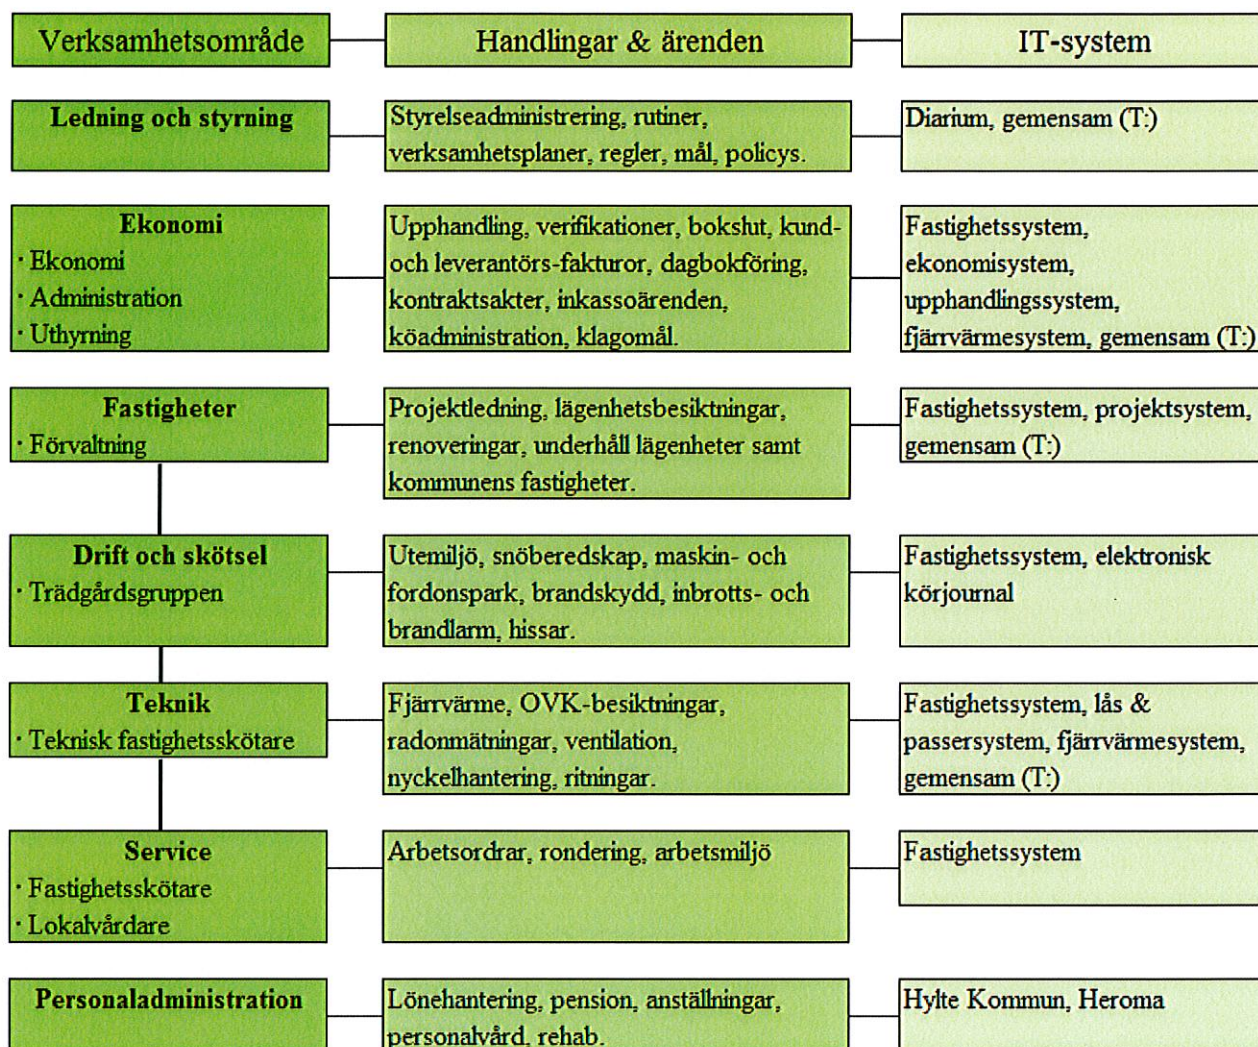 Verksamhetsområde
Handlingar & ärenden
IT-system
Ledning och styrning
Styrelseadministrering, rutiner,
verksamhetsplaner, regler, mål, policys.
Diarium, gemensam (T:)
Ekonomi
· Ekonomi
· Administration
· Uthyrning
Upphandling, verifikationer, bokslut, kund-
och leverantörs-fakturor, dagbokföring,
kontraktsakter, inkassoärenden,
köadministration, klagomål.
Fastighetssystem,
ekonomisystem,
upphandlingssystem,
fjärrvärmesystem, gemensam (T:)
Fastigheter
· Förvaltning
Projektledning, lägenhetsbesiktningar,
renoveringar, underhåll lägenheter samt
kommunens fastigheter.
Fastighetssystem, projektsystem,
gemensam (T:)
Drift och skötsel
· Trädgårdsgruppen
Utemiljö, snöberedskap, maskin- och
fordonspark, brandskydd, inbrotts- och
brandlarm, hissar.
Fastighetssystem, elektronisk
körjournal
Teknik
· Teknisk fastighetsskötare
Fjärrvärme, OVK-besiktningar,
radonmätningar, ventilation,
nyckelhantering, ritningar.
Fastighetssystem, lås &
passersystem, fjärrvärmesystem,
gemensam (T:)
Service
· Fastighetsskötare
· Lokalvårdare
Arbetsordrar, rondering, arbetsmiljö
Fastighetssystem
Personaladministration
Lönehantering, pension, anställningar,
personalvård, rehab.
Hylte Kommun, Heroma